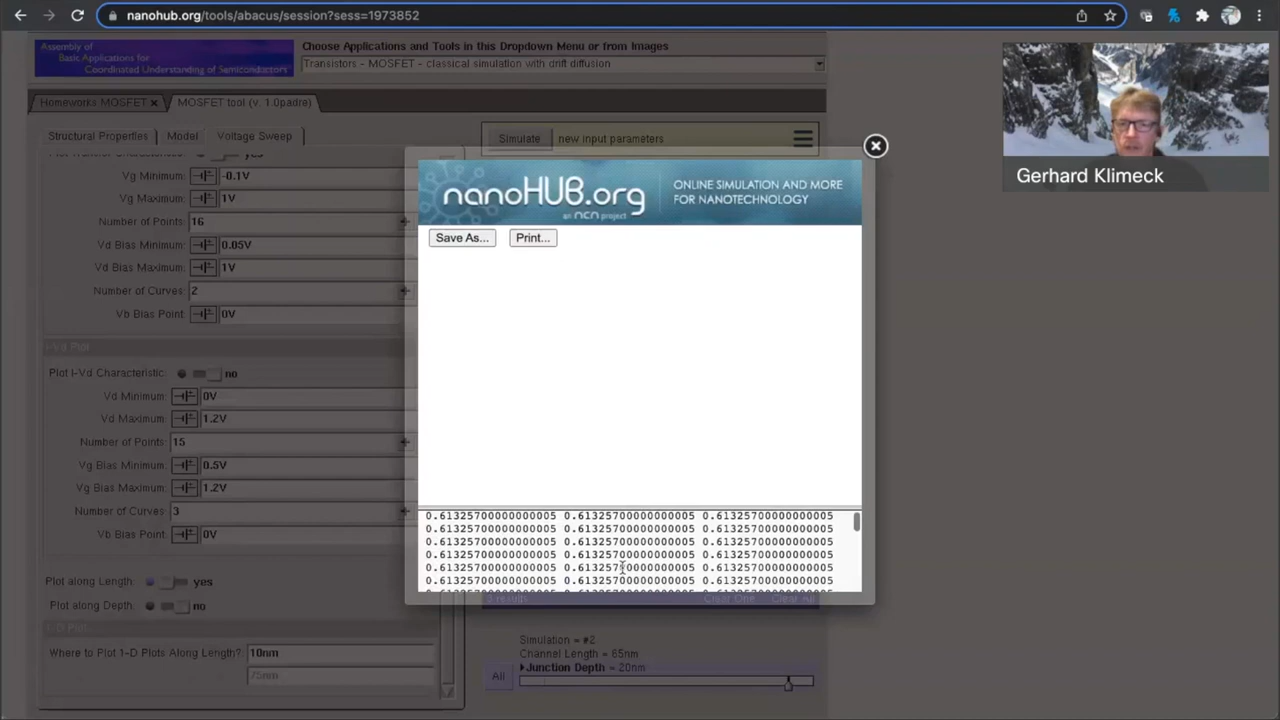 nanohub.org/tools/abacus/session?sess=1973852
Assembly of
Basic Applications for
Coordinated Understanding of Semiconductors
Choose Applications and Tools in this Dropdown Menu or from Images
Transistors - MOSFET - classical simulation with drift diffusion
Homeworks MOSFET
MOSFET tool (v. 1.0padre)
Structural Properties
Model
Voltage Sweep
Simulate
new input parameters
yes
Vg Minimum: -0.1V
Vg Maximum: 1V
Number of Points: 16
Vd Bias Minimum: 0.05V
Vd Bias Maximum: 1V
Number of Curves: 2
Vb Bias Point: 0V
I-Vd Plot
Plot I-Vd Characteristic: no
Vd Minimum: 0V
Vd Maximum: 1.2V
Number of Points: 15
Vg Bias Minimum: 0.5V
Vg Bias Maximum: 1.2V
Number of Curves: 3
Vb Bias Point: 0V
Plot along Length: yes
Plot along Depth: no
1-D Plot
Where to Plot 1-D Plots Along Length? 10nm
75nm
nanoHUB.org
an ncn project
ONLINE SIMULATION AND MORE
FOR NANOTECHNOLOGY
Save As...
Print...
0.61325700000000005 0.61325700000000005 0.61325700000000005
0.61325700000000005 0.61325700000000005 0.61325700000000005
0.61325700000000005 0.61325700000000005 0.61325700000000005
0.61325700000000005 0.61325700000000005 0.61325700000000005
0.61325700000000005 0.61325700000000005 0.61325700000000005
0.61325700000000005 0.61325700000000005 0.61325700000000005
Simulation = #2
Channel Length = 65nm
Junction Depth = 20nm
All
Gerhard Klimeck